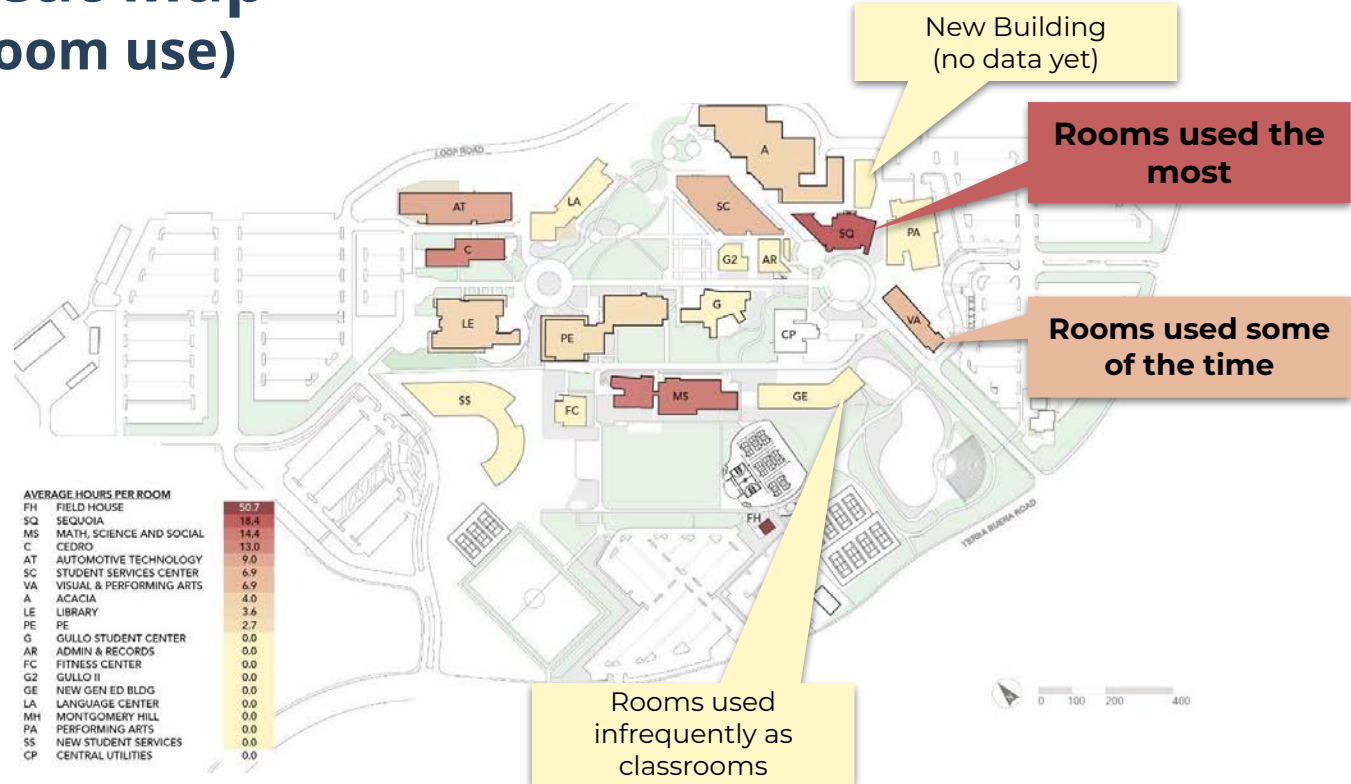 oom use)
New Building
(no data yet)
Rooms used the
most
Rooms used some
of the time
Rooms used
infrequently as
classrooms
LOOP ROAD
A
AT
LA
SC
SQ
PA
C
G2
AR
G
LE
PE
CP
VA
SS
FC
MS
GE
FH
YERBA BUENA ROAD
AVERAGE HOURS PER ROOM
FH FIELD HOUSE 50.7
SQ SEQUOIA 18.4
MS MATH, SCIENCE AND SOCIAL 14.4
C CEDRO 13.0
AT AUTOMOTIVE TECHNOLOGY 9.0
SC STUDENT SERVICES CENTER 6.9
VA VISUAL & PERFORMING ARTS 6.9
A ACACIA 4.0
LE LIBRARY 3.6
PE PE 2.7
G GULLO STUDENT CENTER 0.0
AR ADMIN & RECORDS 0.0
FC FITNESS CENTER 0.0
G2 GULLO II 0.0
GE NEW GEN ED BLDG 0.0
LA LANGUAGE CENTER 0.0
MH MONTGOMERY HILL 0.0
PA PERFORMING ARTS 0.0
SS NEW STUDENT SERVICES 0.0
CP CENTRAL UTILITIES 0.0
0 100 200 400